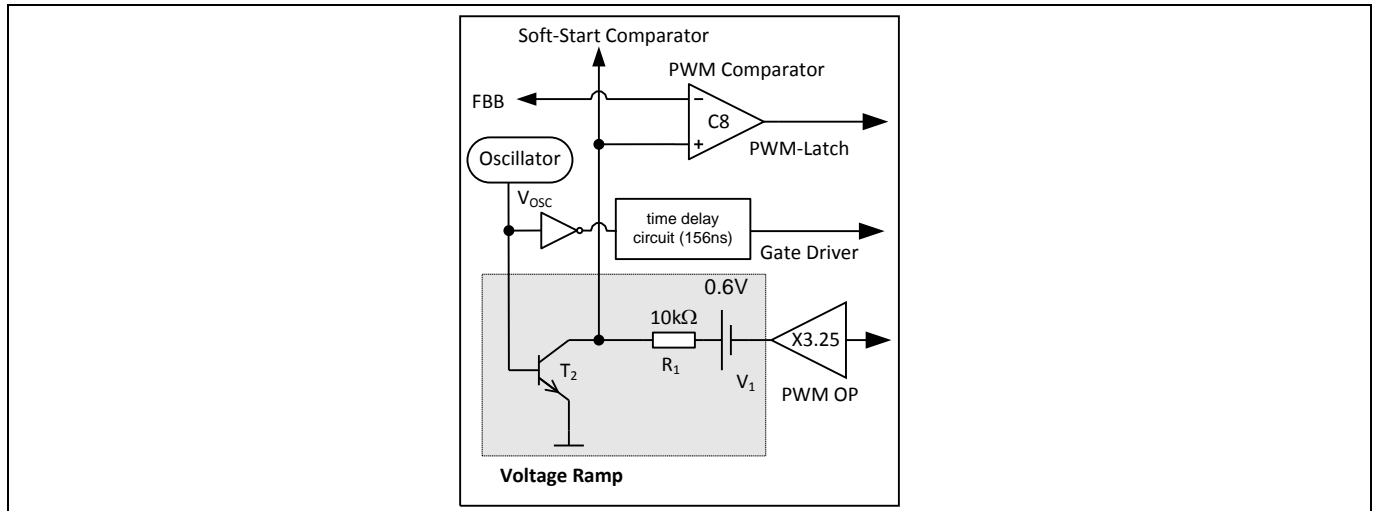 Soft-Start Comparator
PWM Comparator
FBB
−
C8
+
PWM-Latch
Oscillator
VOSC
time delay
circuit (156ns)
Gate Driver
0.6V
10kΩ
X3.25
R1
T2
V1
PWM OP
Voltage Ramp